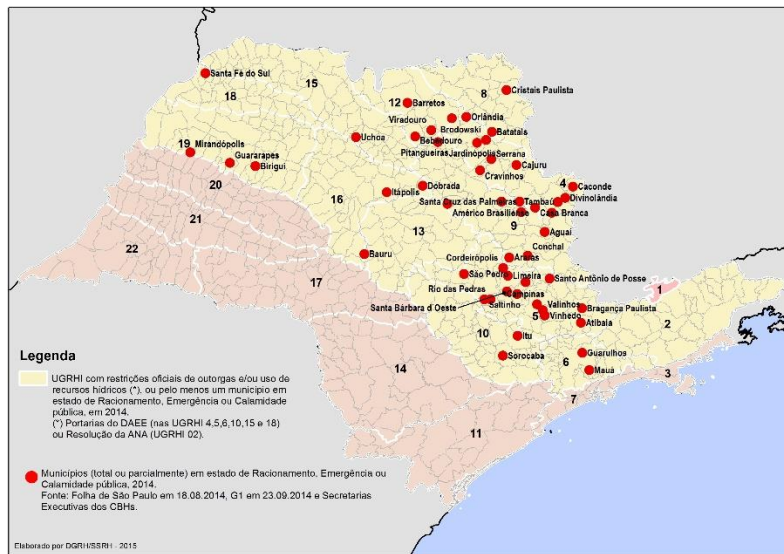 Santa Fé do Sul
15
18
8
Cristais Paulista
12
Barretos
Viradouro
Orlândia
Brodowski
Batatais
Uchoa
Bebedouro
Pitangueiras
Jardinópolis
Serrana
19
Mirandópolis
Guararapes
Birigui
Cajuru
Cravinhos
20
Dobrada
4
Caconde
Itápolis
16
Santa Cruz das Palmeiras
Tambaú
Divinolândia
21
Américo Brasiliense
Casa Branca
9
13
Aguaí
22
Conchal
Bauru
Cordeirópolis
Araras
São Pedro
Limeira
Santo Antônio de Posse
17
Rio das Pedras
Campinas
1
Saltinho
Valinhos
Santa Bárbara d´Oeste
5
Vinhedo
Bragança Paulista
2
Atibaia
10
Itu
Legenda
Sorocaba
Guarulhos
6
14
Mauá
3
7
11
UGRHI com restrições oficiais de outorgas e/ou uso de
recursos hídricos (*), ou pelo menos um município em
estado de Racionamento, Emergência ou Calamidade
pública, em 2014.
(*) Portarias do DAEE (nas UGRHI 4,5,6,10,15 e 18)
ou Resolução da ANA (UGRHI 02).
Municípios (total ou parcialmente) em estado de Racionamento, Emergência ou
Calamidade pública, 2014.
Fonte: Folha de São Paulo em 18.08.2014, G1 em 23.09.2014 e Secretarias
Executivas dos CBHs.
Elaborado por DGRH/SSRH - 2015